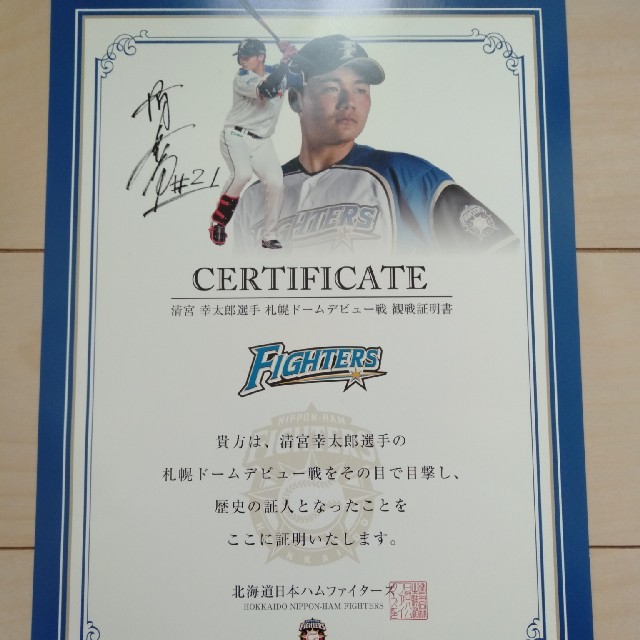 #21
FIGHTERS
CERTIFICATE
清宮 幸太郎選手 札幌ドームデビュー戦 観戦証明書
FIGHTERS
NIPPON-HAM
FIGHTERS
貴方は、清宮幸太郎選手の
札幌ドームデビュー戦をその目で目撃し、
歴史の証人となったことを
HOKKAIDO
ここに証明いたします。
北海道日本ハムファイターズ
HOKKAIDO NIPPON-HAM FIGHTERS
FIGHTERS